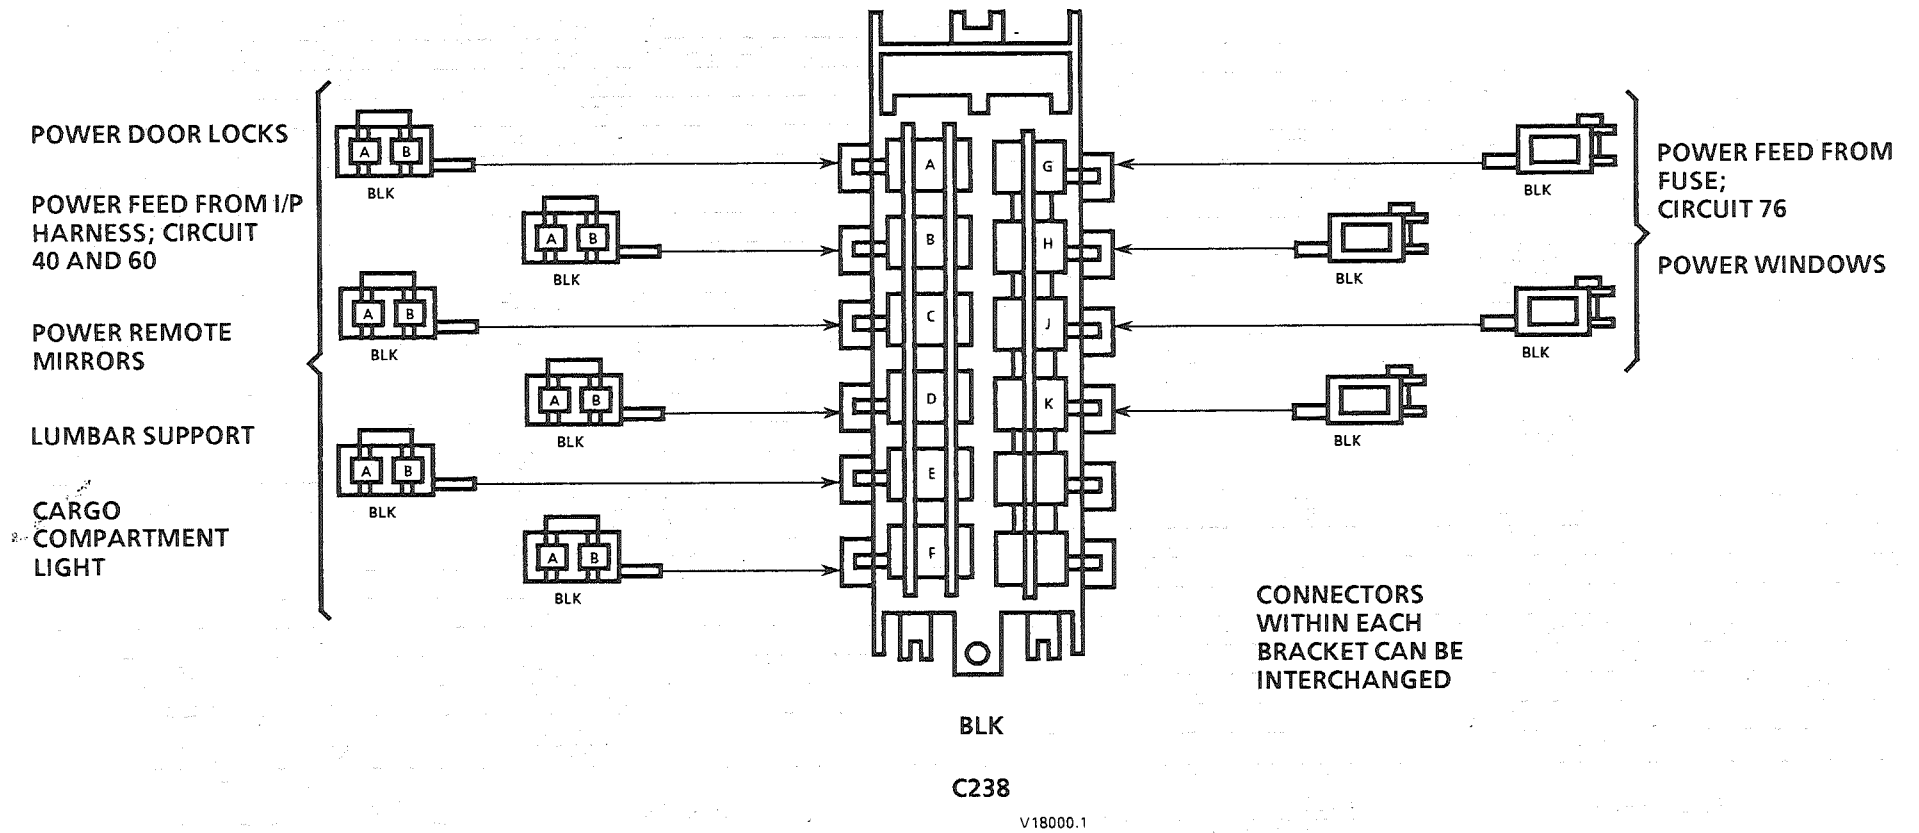 POWER DOOR LOCKS
POWER FEED FROM I/P
HARNESS; CIRCUIT
40 AND 60
POWER REMOTE
MIRRORS
LUMBAR SUPPORT
CARGO
COMPARTMENT
LIGHT
A B
BLK
A B
BLK
A B
BLK
A B
BLK
A B
BLK
A B
BLK
A
B
C
D
E
F
G
H
J
K
BLK
BLK
BLK
BLK
POWER FEED FROM
FUSE;
CIRCUIT 76
POWER WINDOWS
CONNECTORS
WITHIN EACH
BRACKET CAN BE
INTERCHANGED
BLK
C238
V18000.1